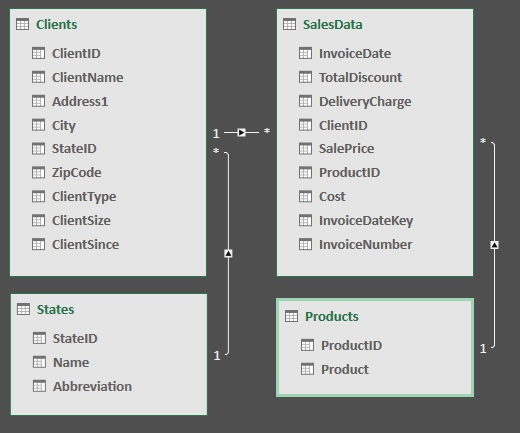 Clients
ClientID
ClientName
Address1
City
StateID
ZipCode
ClientType
ClientSize
ClientSince
1
*
SalesData
InvoiceDate
TotalDiscount
DeliveryCharge
ClientID
SalePrice
ProductID
Cost
InvoiceDateKey
InvoiceNumber
*
*
States
StateID
Name
Abbreviation
1
Products
ProductID
Product
1